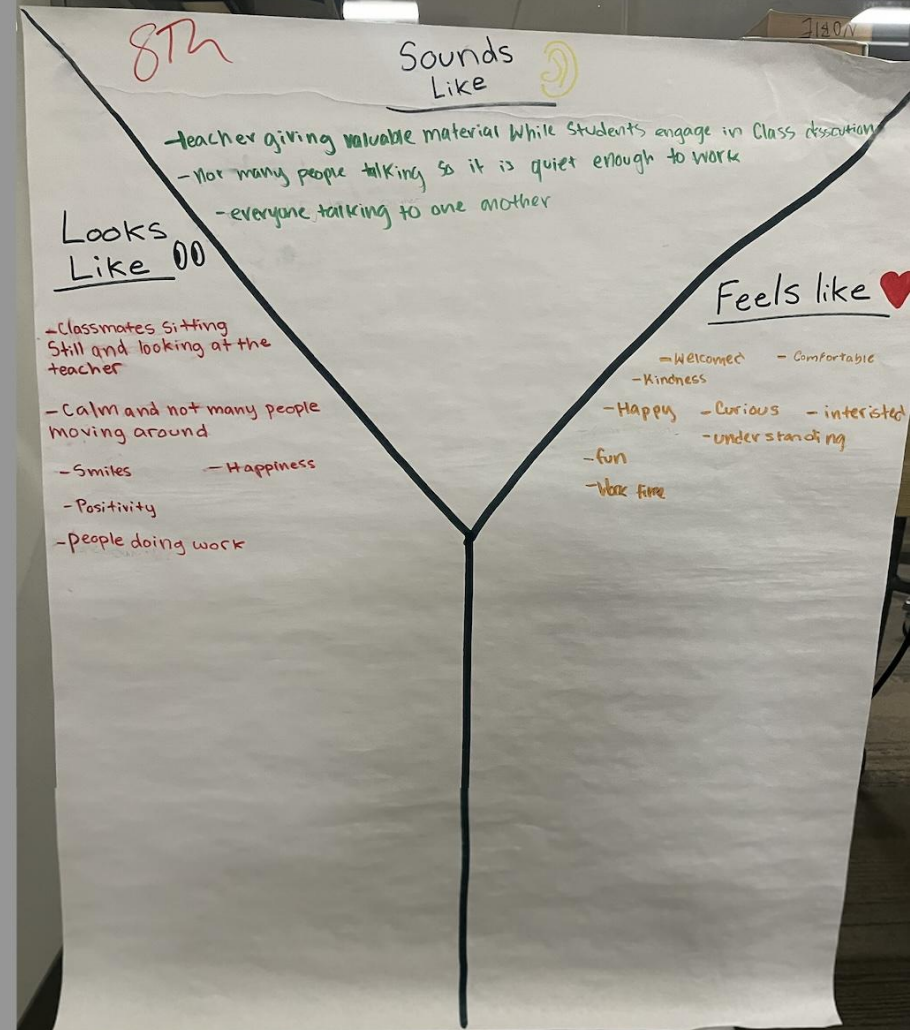 8Th
Sounds
Like
-teacher giving valuable material While Students engage in Class disscution
-not many people talking so it is quiet enough to work
-everyone talking to one another
Looks
Like
-Classmates sitting
Still and looking at the
teacher
-Calm and not many people
moving around
-Smiles -Happiness
-Positivity
-people doing work
Feels like
-Welcomed -Comfortable
-Kindness
-Happy -Curious -interisted
-understanding
-fun
-Work time